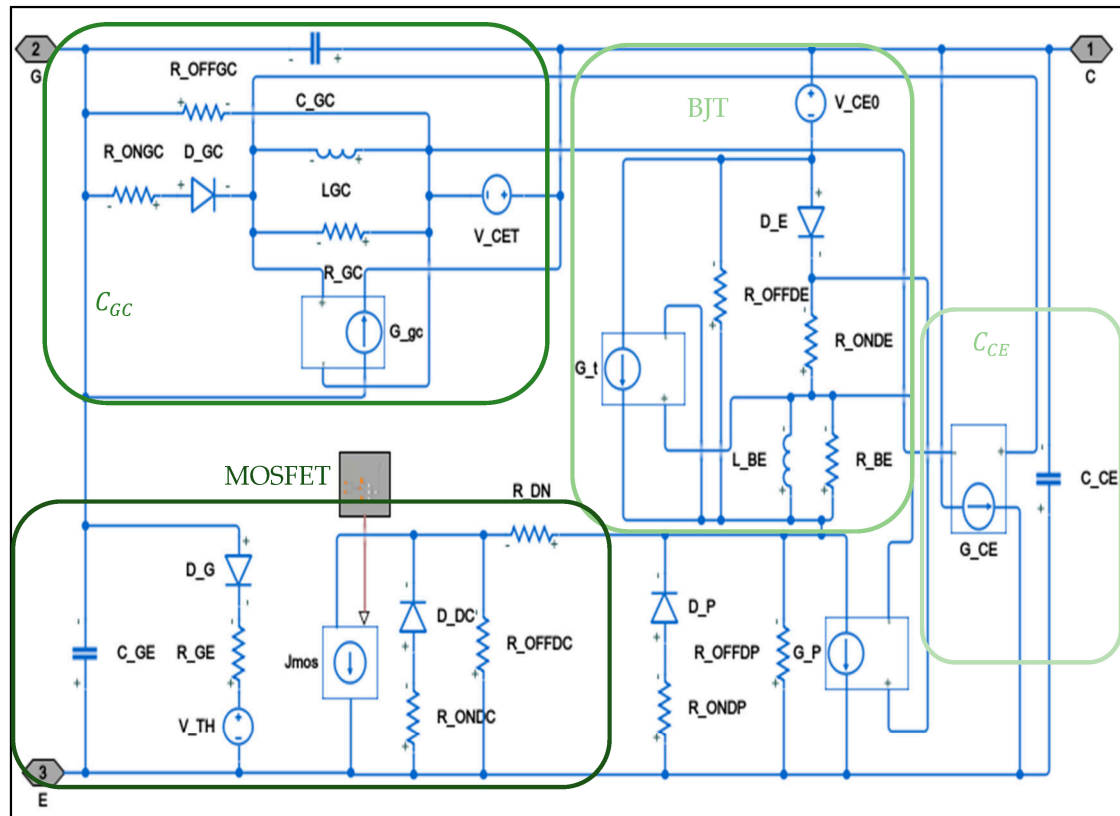 2
G
1
C
R_OFFGC
C_GC
BJT
V_CE0
R_ONGC
D_GC
LGC
V_CET
D_E
R_GC
R_OFFDE
C_GC
G_gc
R_ONDE
C_CE
G_t
MOSFET
L_BE
R_BE
C_CE
R_DN
G_CE
D_G
D_DC
D_P
C_GE
R_GE
Jmos
R_OFFDC
R_OFFDP
G_P
R_ONDC
R_ONDP
V_TH
3
E